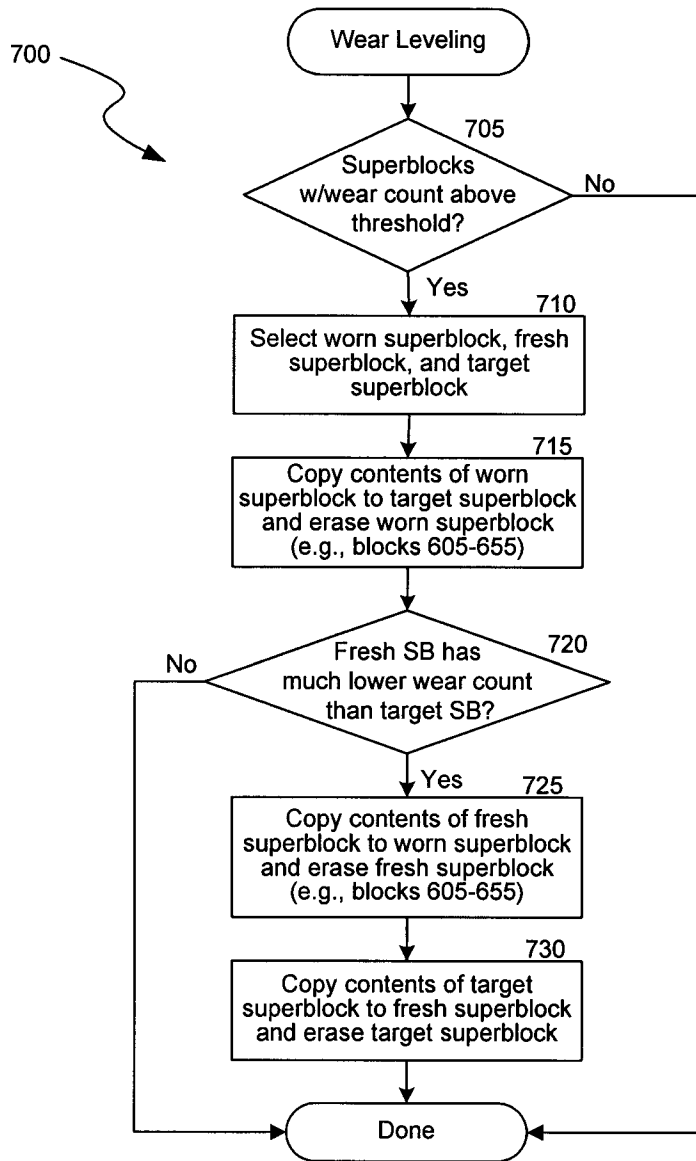 Wear Leveling
700
705
Superblocks
w/wear count above
threshold?
No
Yes
710
Select worn superblock, fresh
superblock, and target
superblock
715
Copy contents of worn
superblock to target superblock
and erase worn superblock
(e.g., blocks 605-655)
720
No
Fresh SB has
much lower wear count
than target SB?
Yes
725
Copy contents of fresh
superblock to worn superblock
and erase fresh superblock
(e.g., blocks 605-655)
730
Copy contents of target
superblock to fresh superblock
and erase target superblock
Done